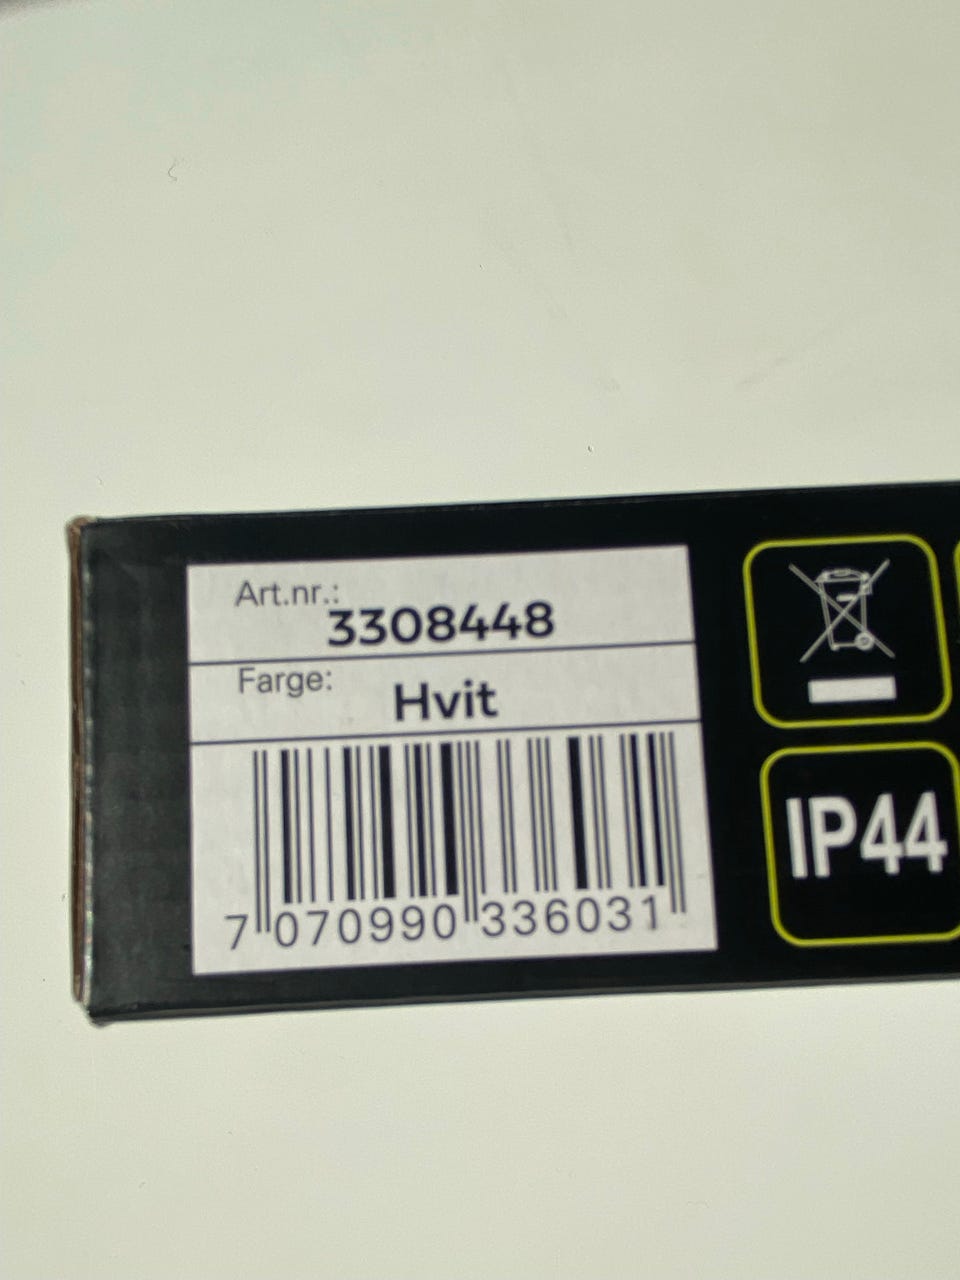 Art.nr.:
3308448
Farge:
Hvit
7 070990 336031
IP44